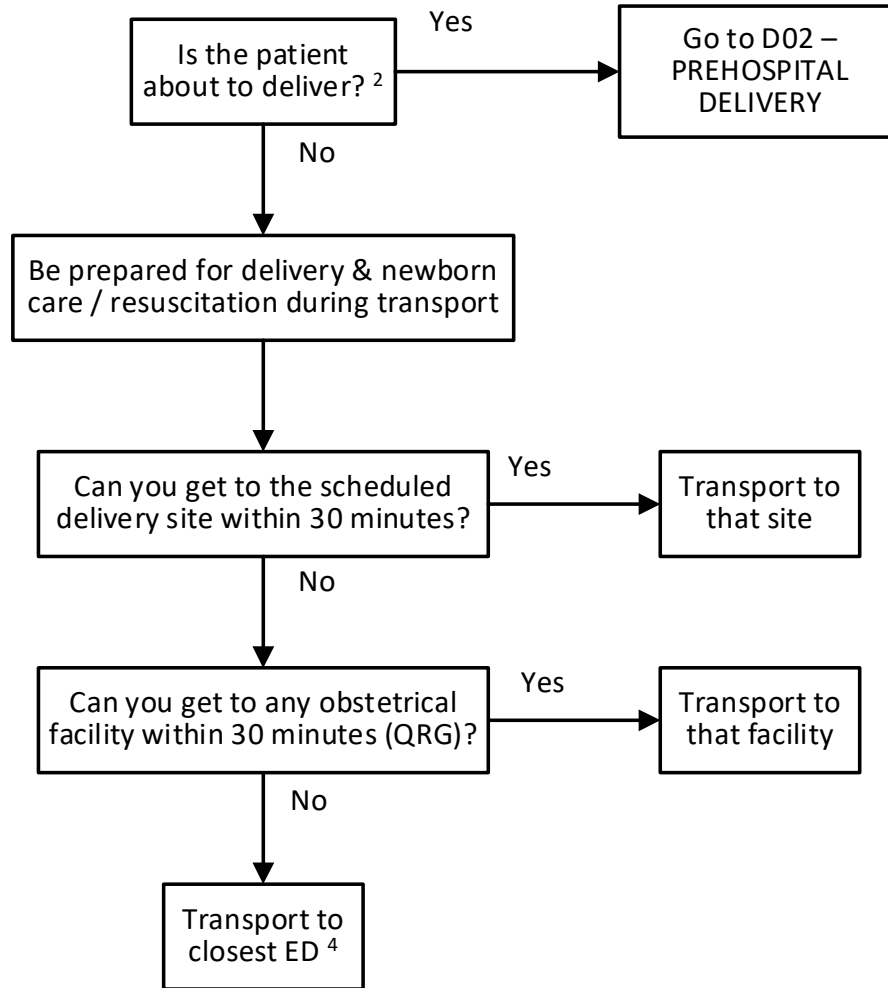 Is the patient
about to deliver? ²
Yes
Go to D02 –
PREHOSPITAL
DELIVERY
No
Be prepared for delivery & newborn
care / resuscitation during transport
Can you get to the scheduled
delivery site within 30 minutes?
Yes
Transport to
that site
No
Can you get to any obstetrical
facility within 30 minutes (QRG)?
Yes
Transport to
that facility
No
Transport to
closest ED ⁴